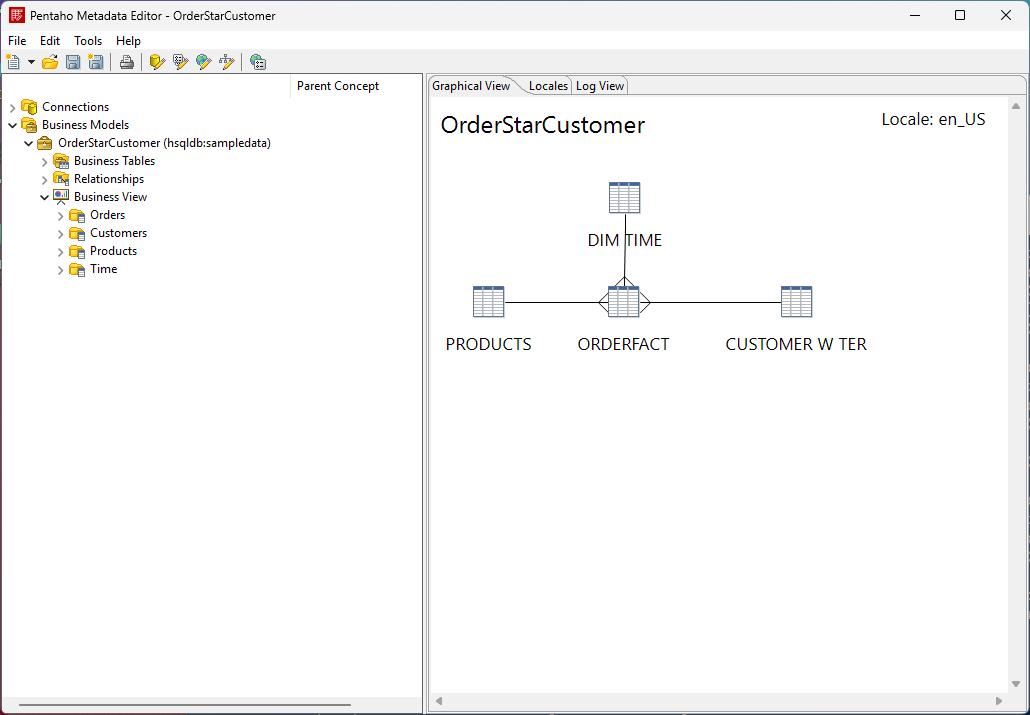 Pentaho Metadata Editor - OrderStarCustomer
File Edit Tools Help
Parent Concept
Connections
Business Models
OrderStarCustomer (hsqldb:sampledata)
Business Tables
Relationships
Business View
Orders
Customers
Products
Time
Graphical View Locales Log View
OrderStarCustomer
Locale: en_US
DIM TIME
PRODUCTS ORDERFACT CUSTOMER W TER